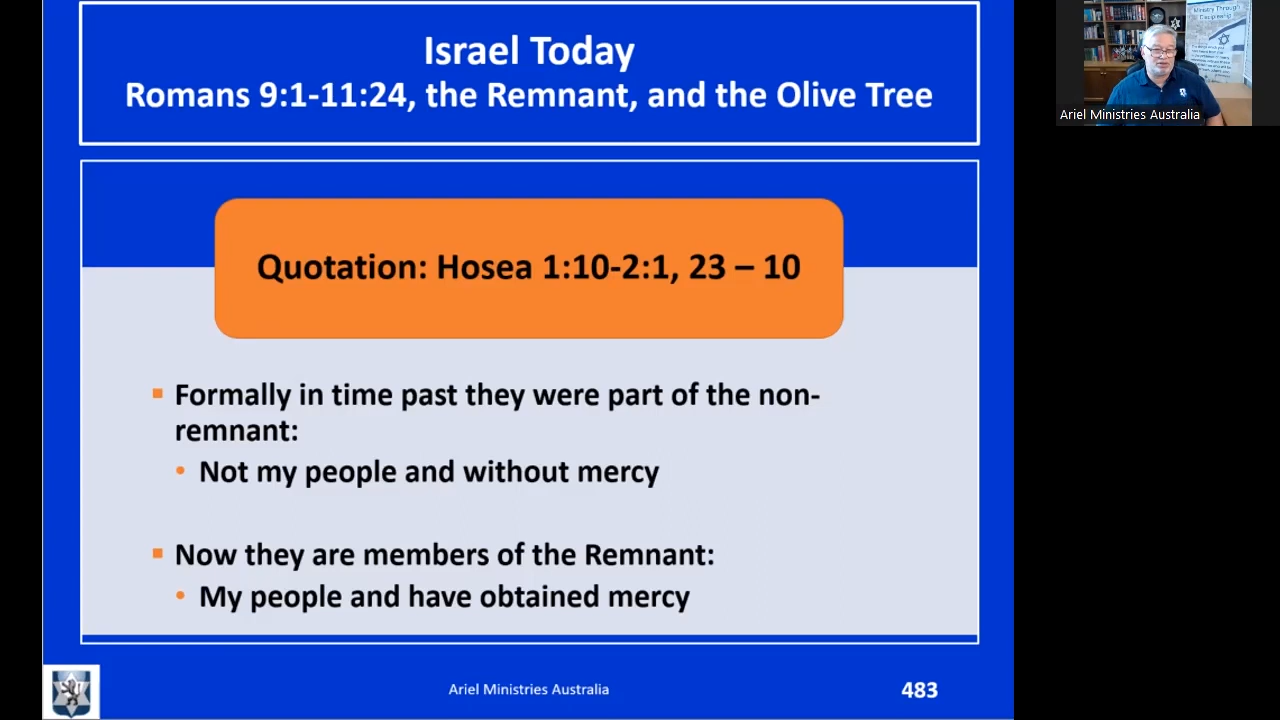 Israel Today
Romans 9:1-11:24, the Remnant, and the Olive Tree
Quotation: Hosea 1:10-2:1, 23 – 10
▪ Formally in time past they were part of the non-
remnant:
• Not my people and without mercy
▪ Now they are members of the Remnant:
• My people and have obtained mercy
Ariel Ministries Australia
483
Ministry Through
Discipleship
Ariel Ministries Australia